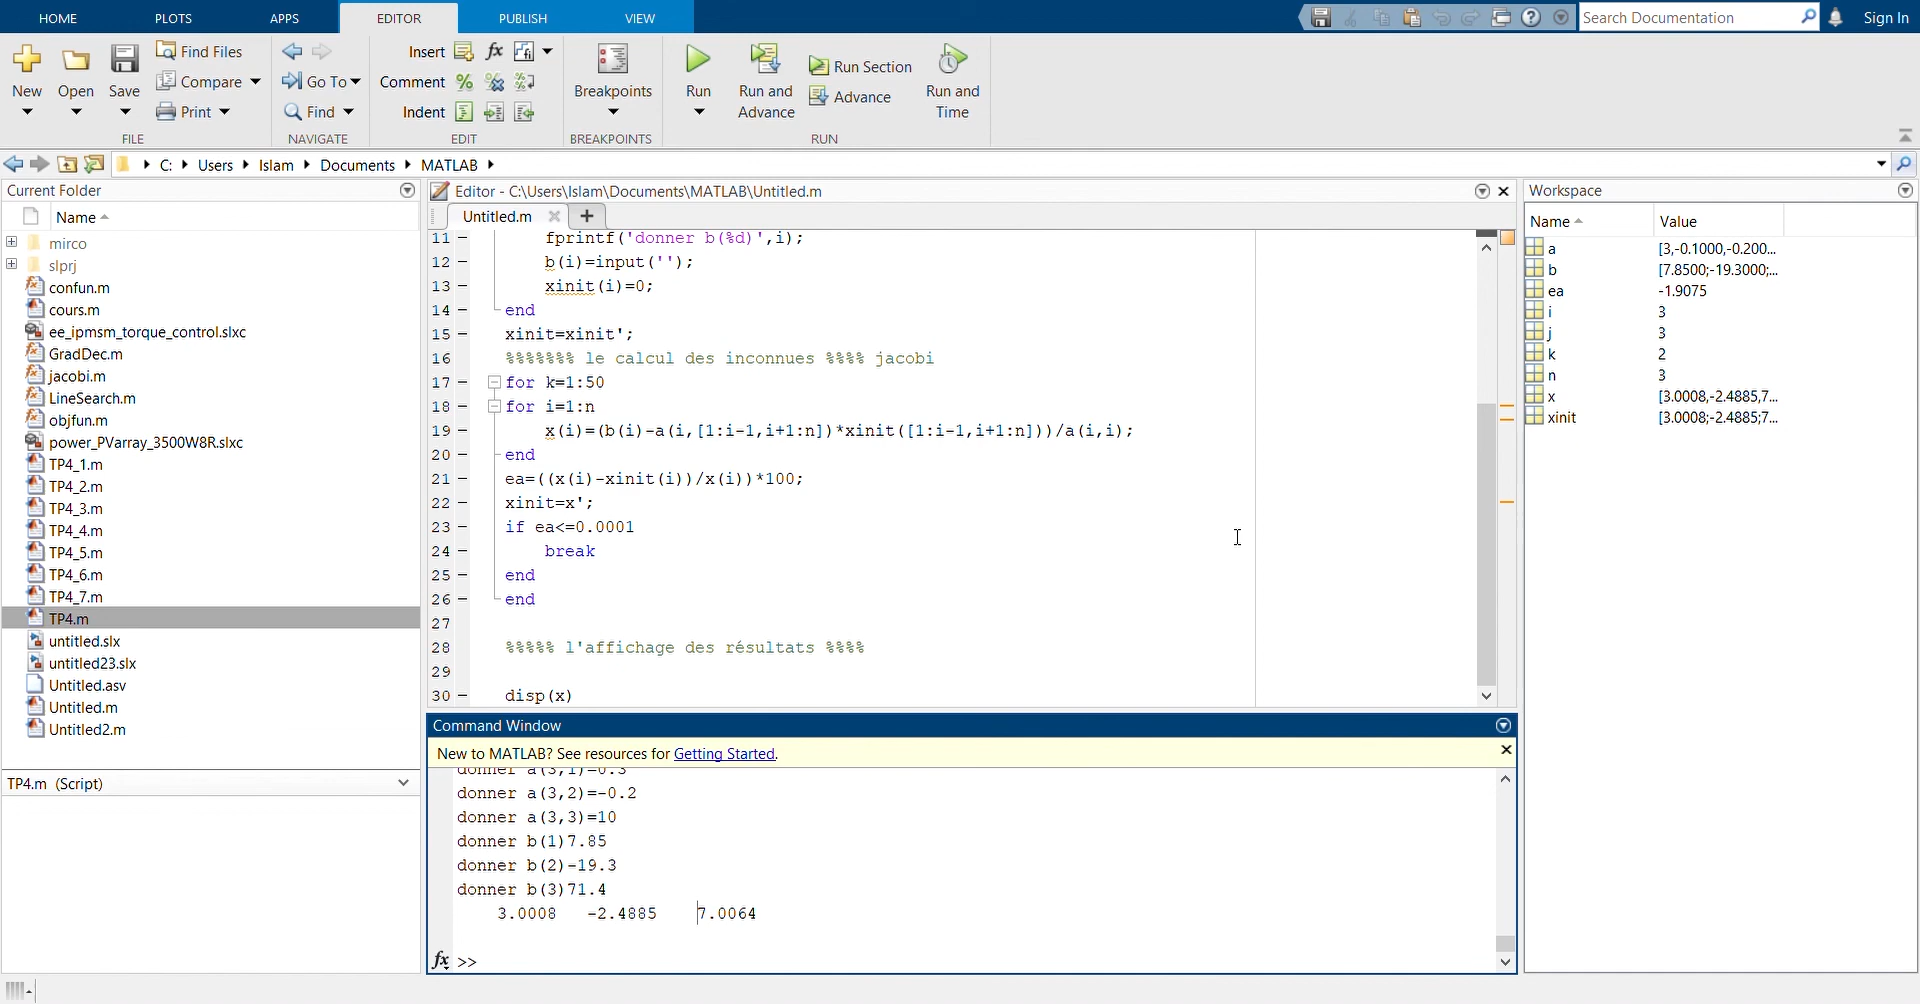 HOME PLOTS APPS EDITOR PUBLISH VIEW Search Documentation Sign In
New Open Save Find Files Compare Print
FILE
Go To Find
NAVIGATE
Insert fx
Comment
Indent
EDIT
Breakpoints
BREAKPOINTS
Run Run and Advance Run Section Advance Run and Time
RUN
C: Users Islam Documents MATLAB
Current Folder
Name
mirco
slprj
confun.m
cours.m
ee_ipmsm_torque_control.slxc
GradDec.m
jacobi.m
LineSearch.m
objfun.m
power_PVarray_3500W8R.slxc
TP4_1.m
TP4_2.m
TP4_3.m
TP4_4.m
TP4_5.m
TP4_6.m
TP4_7.m
TP4.m
untitled.slx
untitled23.slx
Untitled.asv
Untitled.m
Untitled2.m
TP4.m (Script)
Editor - C:\Users\Islam\Documents\MATLAB\Untitled.m
Untitled.m
11 - fprintf('donner b(%d)',i);
12 - b(i)=input('');
13 - xinit(i)=0;
14 - end
15 - xinit=xinit';
16 %%%%%%% le calcul des inconnues %%%% jacobi
17 - for k=1:50
18 - for i=1:n
19 - x(i)=(b(i)-a(i,[1:i-1,i+1:n])*xinit([1:i-1,i+1:n]))/a(i,i);
20 - end
21 - ea=((x(i)-xinit(i))/x(i))*100;
22 - xinit=x';
23 - if ea<=0.0001
24 - break
25 - end
26 - end
27
28 %%%%% l'affichage des résultats %%%%
29
30 - disp(x)
Command Window
New to MATLAB? See resources for Getting Started.
donner a(3,1)=0.3
donner a(3,2)=-0.2
donner a(3,3)=10
donner b(1)7.85
donner b(2)-19.3
donner b(3)71.4
3.0008 -2.4885 7.0064
fx >>
Workspace
Name Value
a [3,-0.1000,-0.200...
b [7.8500;-19.3000;...
ea -1.9075
i 3
j 3
k 2
n 3
x [3.0008,-2.4885,7...
xinit [3.0008;-2.4885;7...